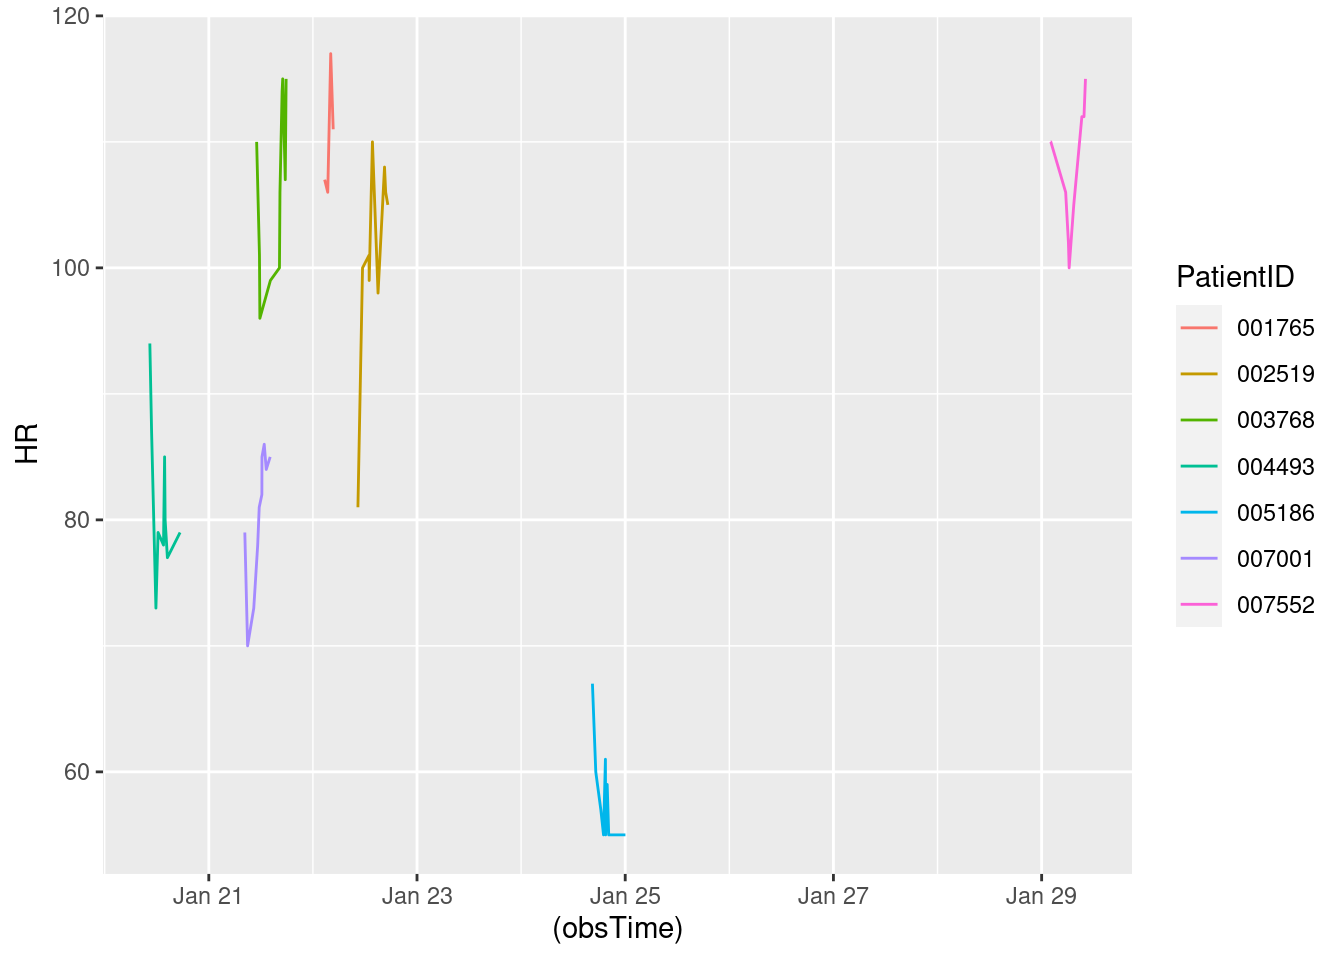 120
100
80
60
HR
Jan 21
Jan 23
Jan 25
Jan 27
Jan 29
(obsTime)
PatientID
001765
002519
003768
004493
005186
007001
007552